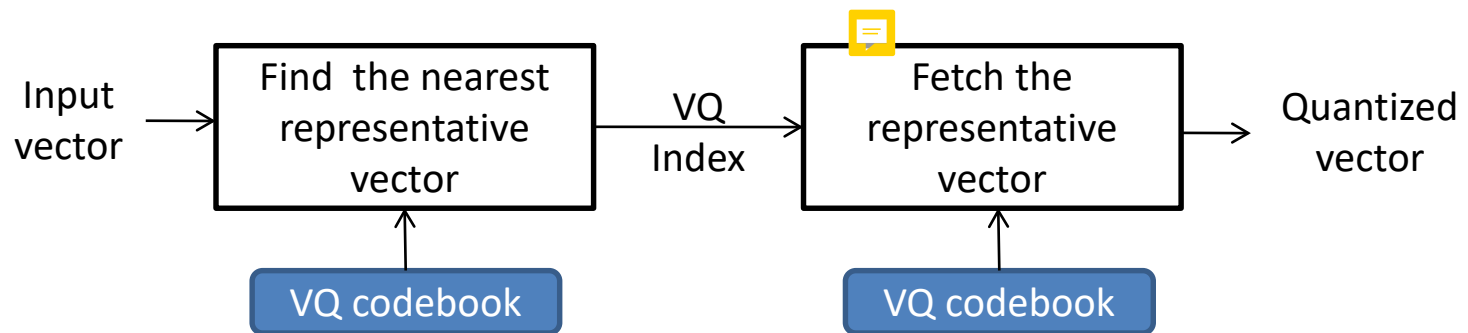 Input
vector
Find the nearest
representative
vector
VQ
Index
Fetch the
representative
vector
Quantized
vector
VQ codebook
VQ codebook